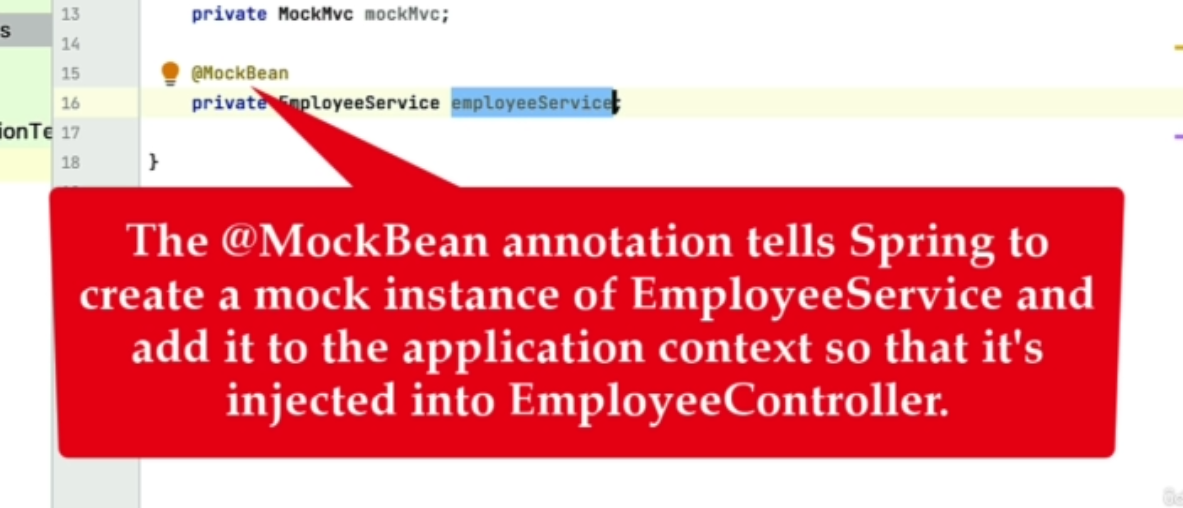 13 private MockMvc mockMvc;
s
14
15 @MockBean
16 private EmployeeService employeeService;
ionTe 17
18 }
The @MockBean annotation tells Spring to
create a mock instance of EmployeeService and
add it to the application context so that it's
injected into EmployeeController.